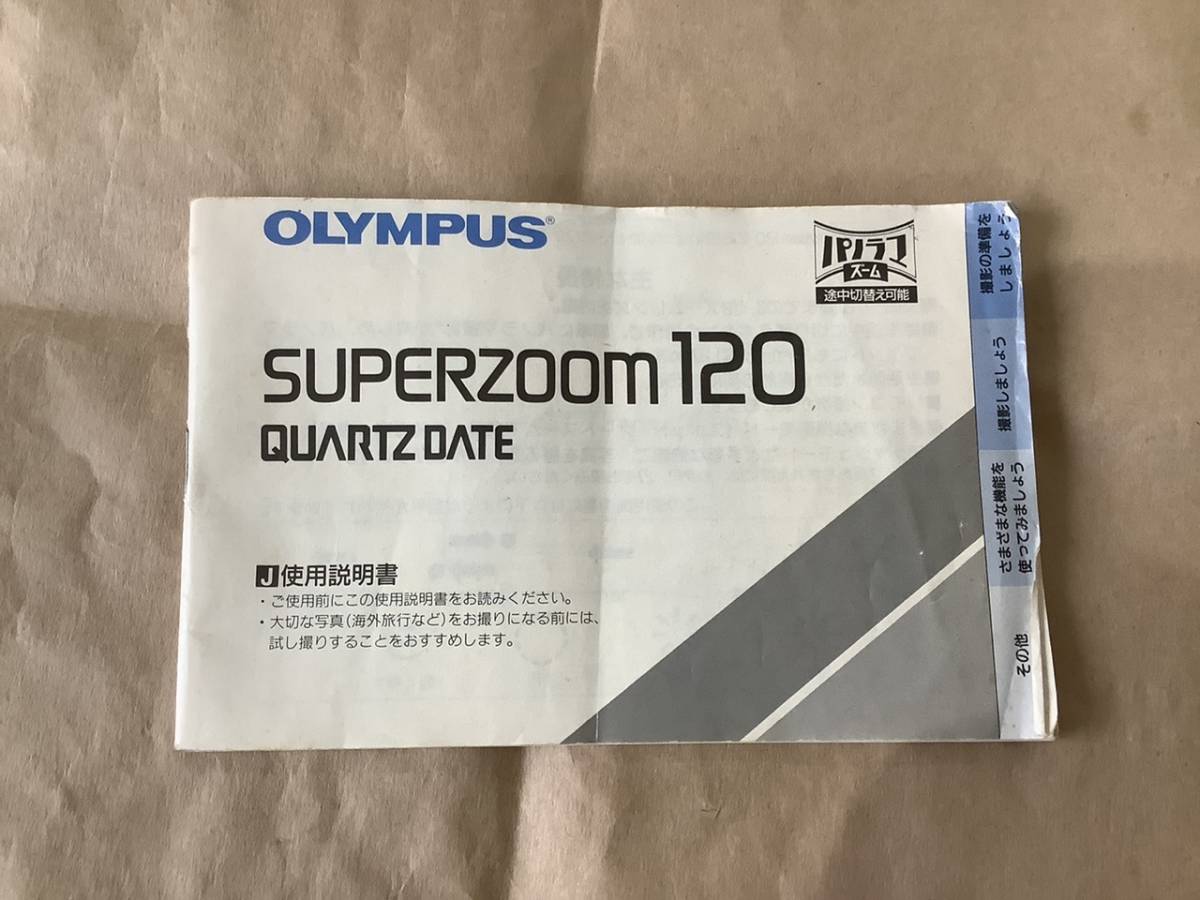 OLYMPUS®
パノラマ
ズーム
途中切替え可能
SUPERZOOM 120
QUARTZ DATE
J使用説明書
・ご使用前にこの使用説明書をお読みください。
・大切な写真(海外旅行など)をお撮りになる前には、
試し撮りすることをおすすめします。
撮影の準備を
しましょう
撮影しましょう
さまざまな機能を
使ってみましょう
その他